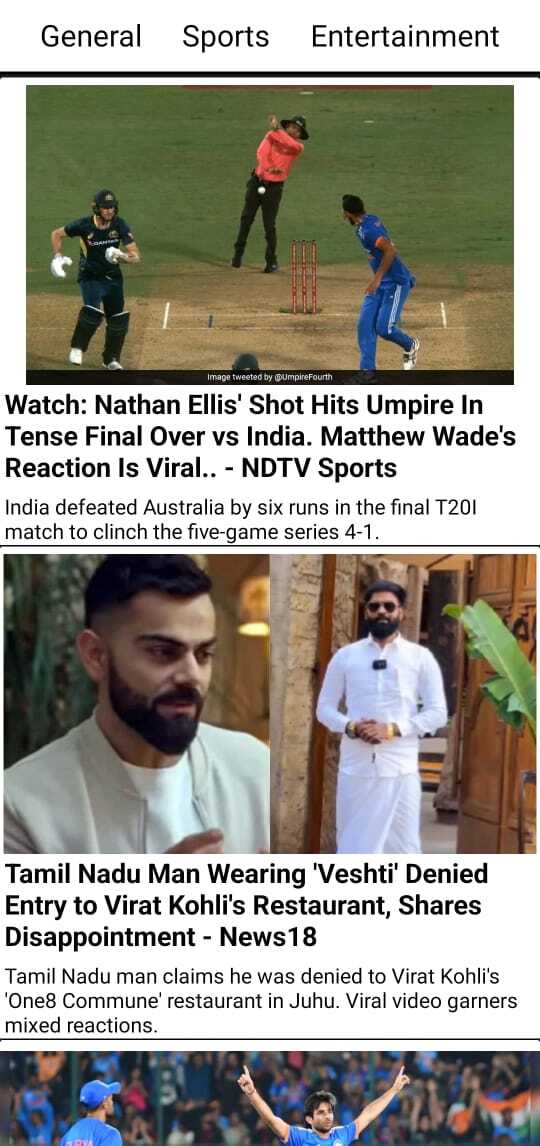 General Sports Entertainment
Image tweeted by @UmpireFourth
Watch: Nathan Ellis' Shot Hits Umpire In
Tense Final Over vs India. Matthew Wade's
Reaction Is Viral.. - NDTV Sports
India defeated Australia by six runs in the final T20I
match to clinch the five-game series 4-1.
Tamil Nadu Man Wearing 'Veshti' Denied
Entry to Virat Kohli's Restaurant, Shares
Disappointment - News18
Tamil Nadu man claims he was denied to Virat Kohli's
'One8 Commune' restaurant in Juhu. Viral video garners
mixed reactions.